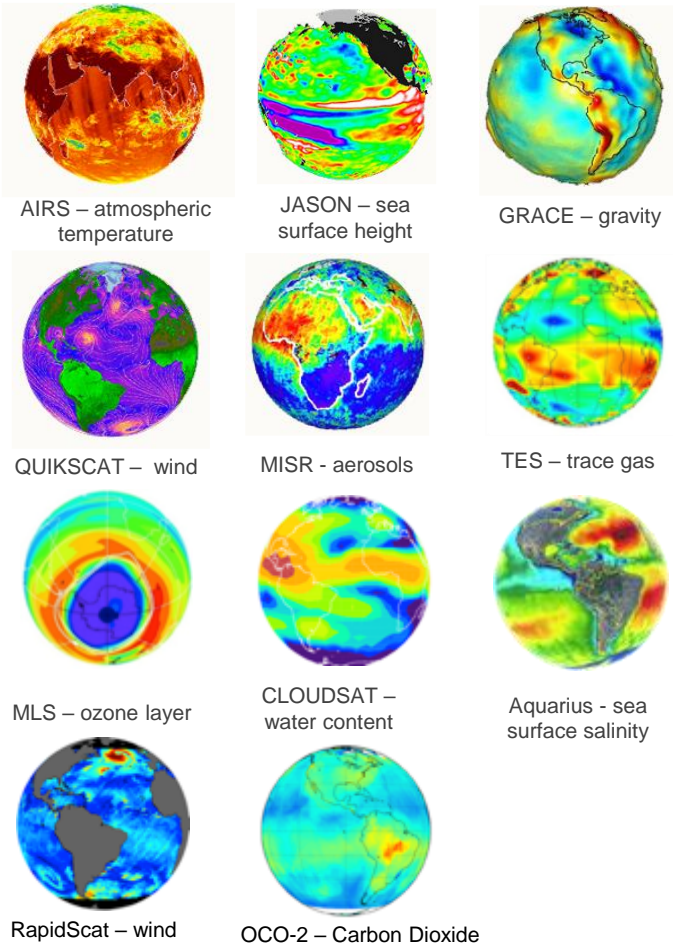 AIRS – atmospheric
temperature
JASON – sea
surface height
GRACE – gravity
QUIKSCAT – wind
MISR - aerosols
TES – trace gas
MLS – ozone layer
CLOUDSAT –
water content
Aquarius - sea
surface salinity
RapidScat – wind
OCO-2 – Carbon Dioxide